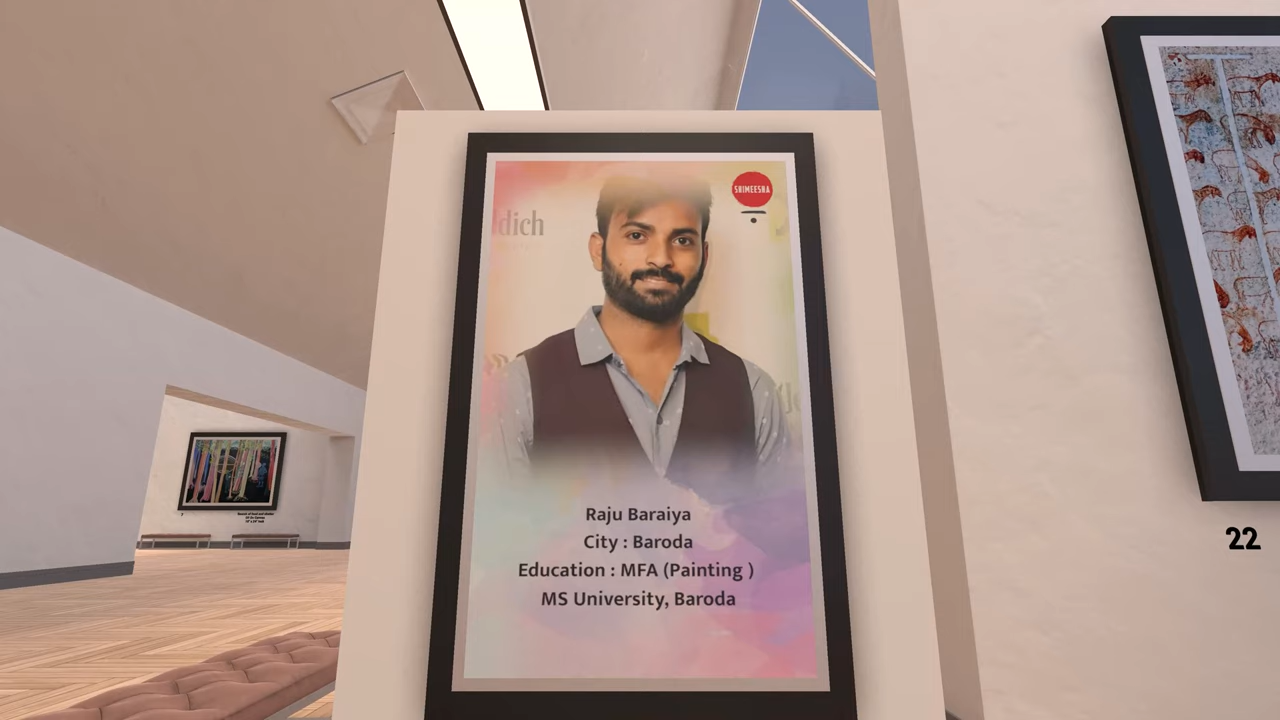 SHIMEESHA
dich
Raju Baraiya
City : Baroda
Education : MFA (Painting )
MS University, Baroda
22